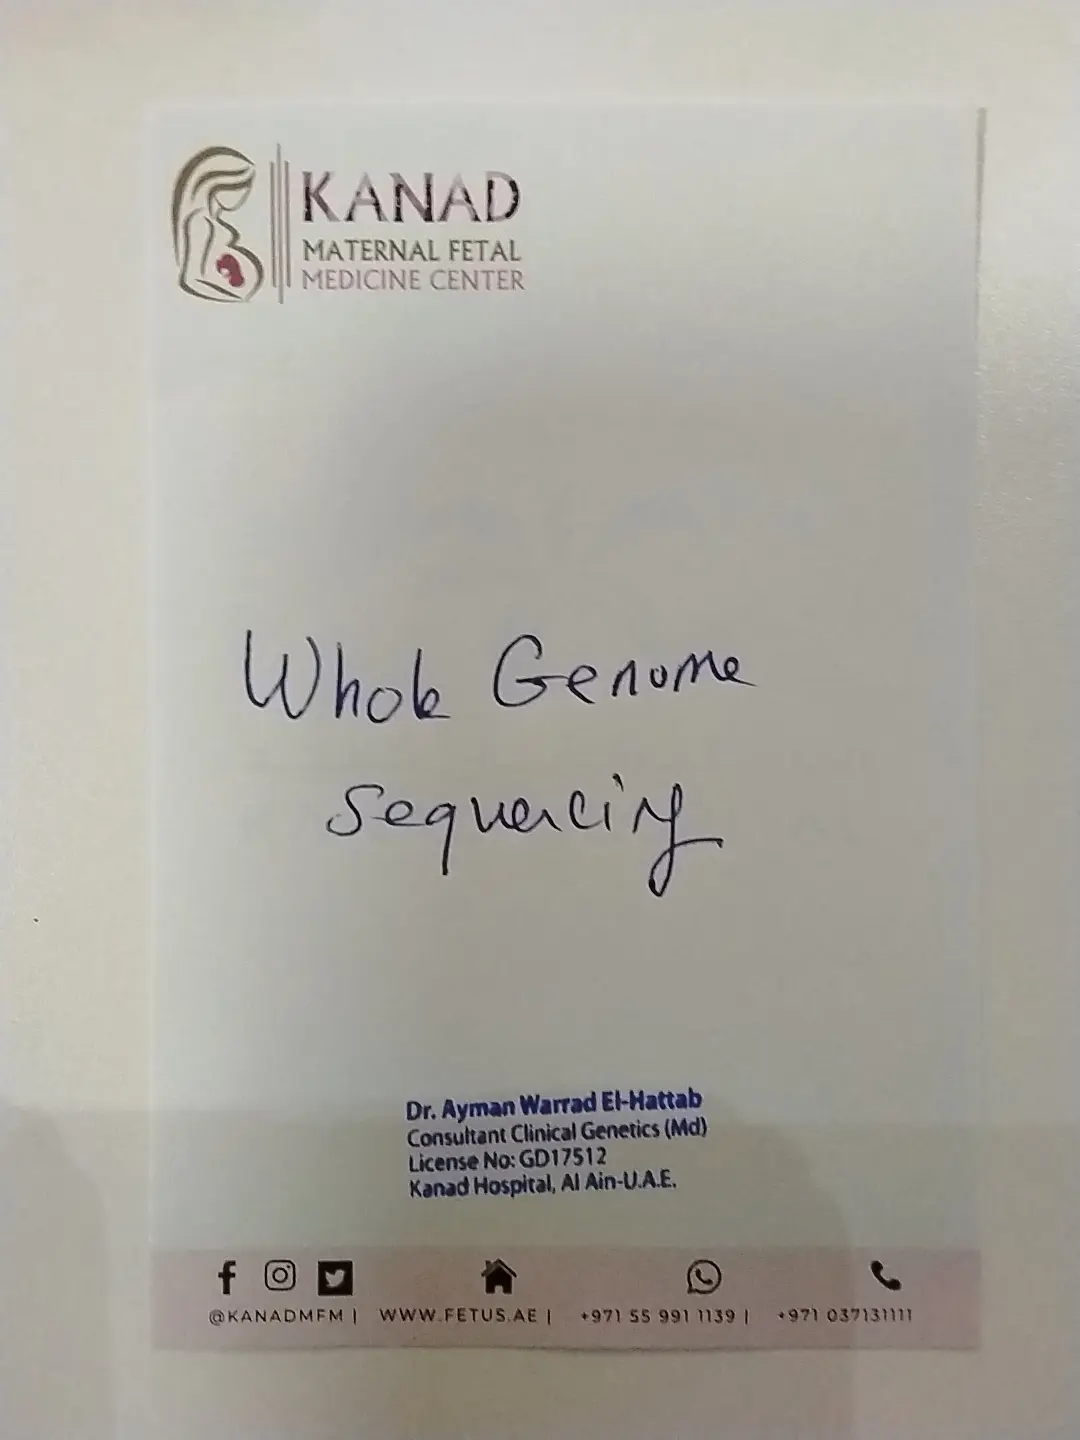 KANAD
MATERNAL FETAL
MEDICINE CENTER
Whole Genome
Sequencing
Dr. Ayman Warrad El-Hattab
Consultant Clinical Genetics (Md)
License No: GD17512
Kanad Hospital, Al Ain-U.A.E.
@KANADMFM | WWW.FETUS.AE | +971 55 991 1139 | +971 037131111